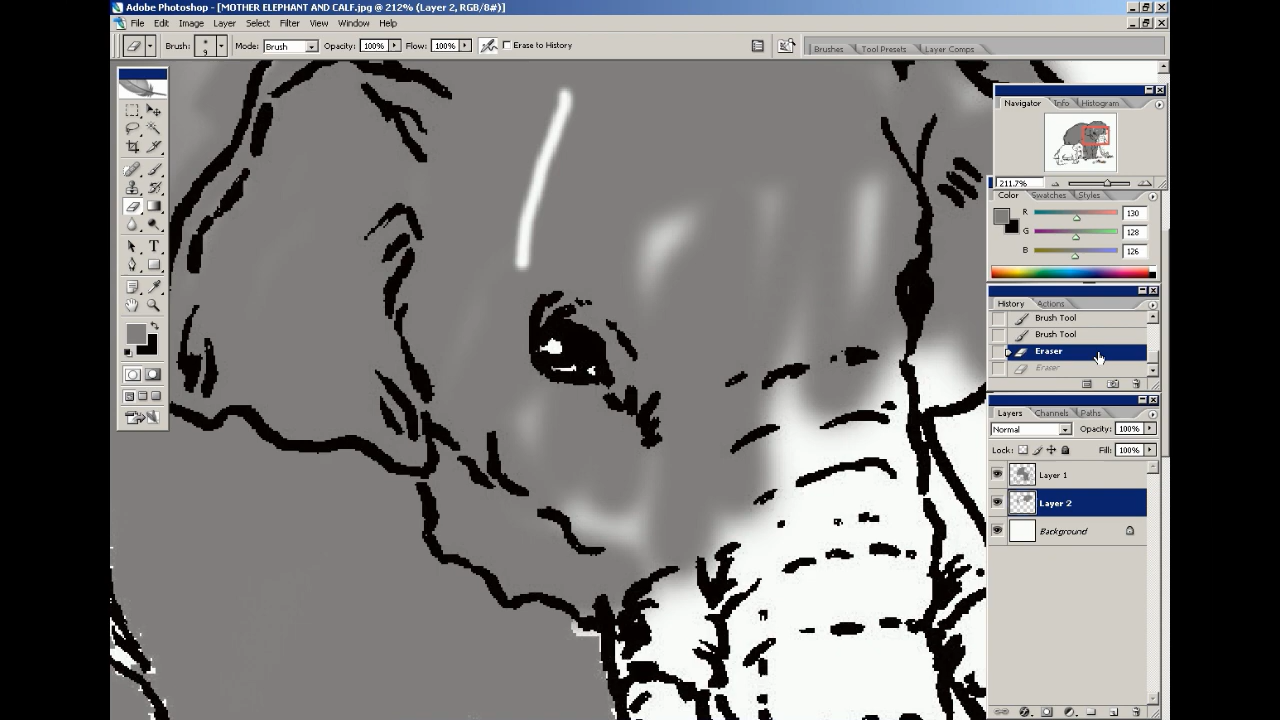 Adobe Photoshop - [MOTHER ELEPHANT AND CALF.jpg @ 212% (Layer 2, RGB/8#)]
File Edit Image Layer Select Filter View Window Help
Brush: 9 Mode: Brush Opacity: 100% Flow: 100% Erase to History Brushes Tool Presets Layer Comps
Navigator Info Histogram
211.7%
Color Swatches Styles
R 130
G 128
B 126
History Actions
Brush Tool
Brush Tool
Eraser
Eraser
Layers Channels Paths
Normal Opacity: 100%
Lock: Fill: 100%
Layer 1
Layer 2
Background